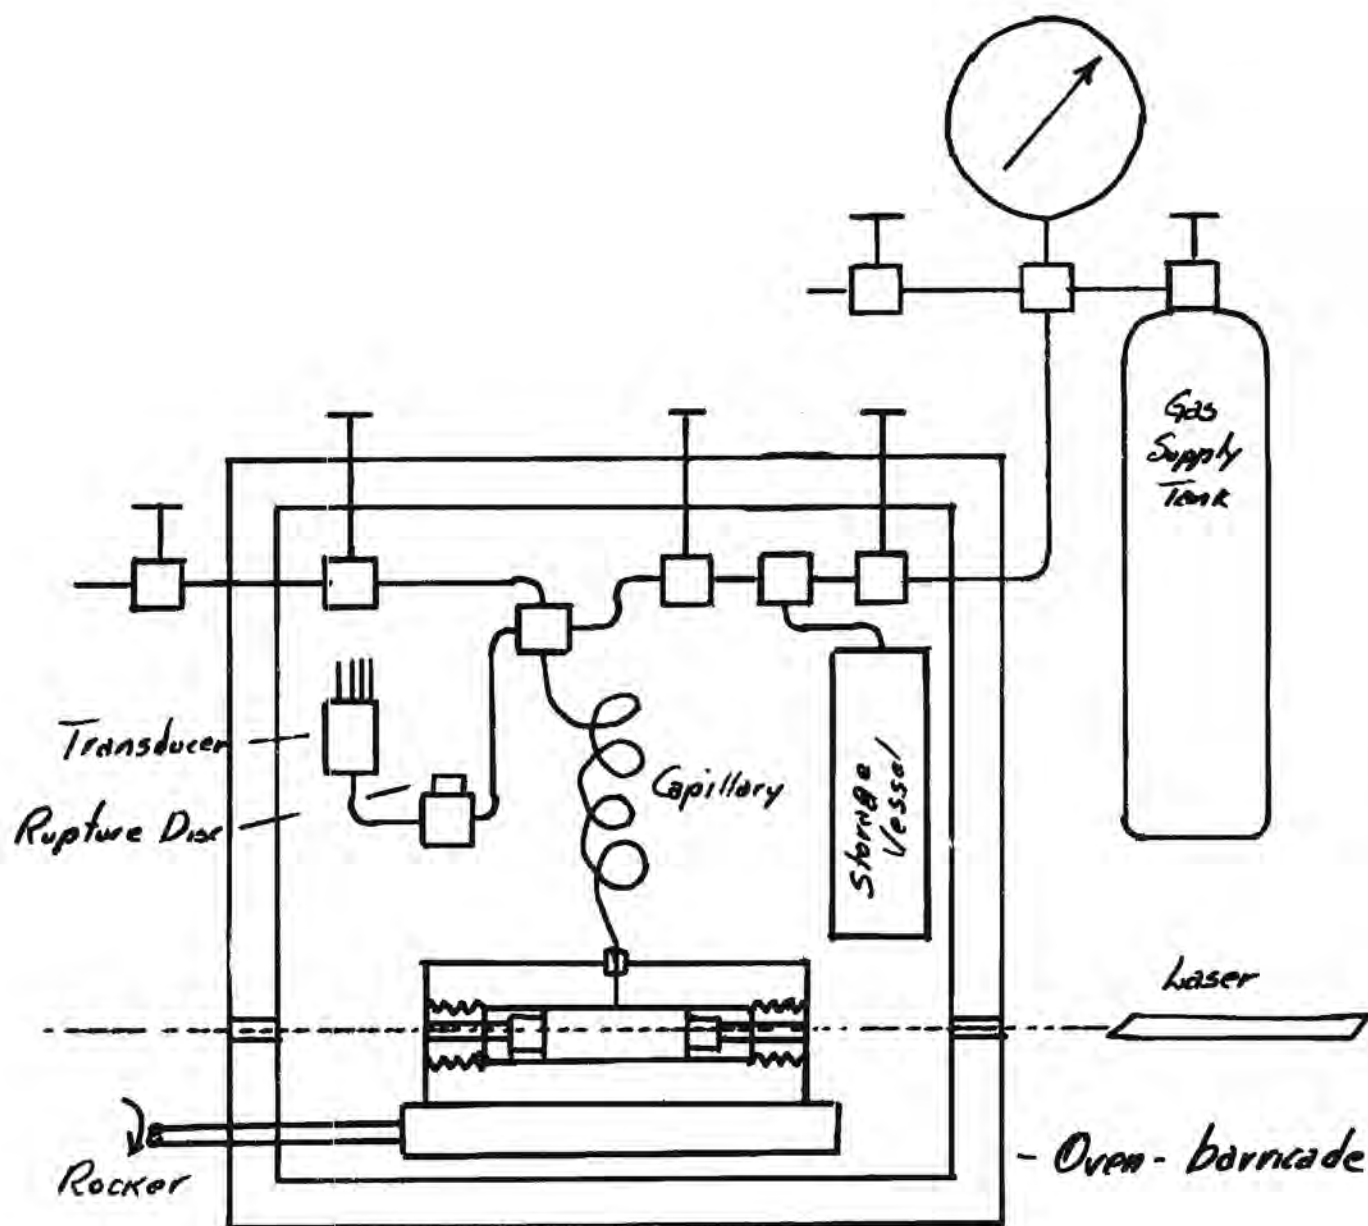 Gas
Supply
Tank
Transducer
Rupture Disc
Capillary
Storage
Vessel
Laser
Rocker
Oven - barricade